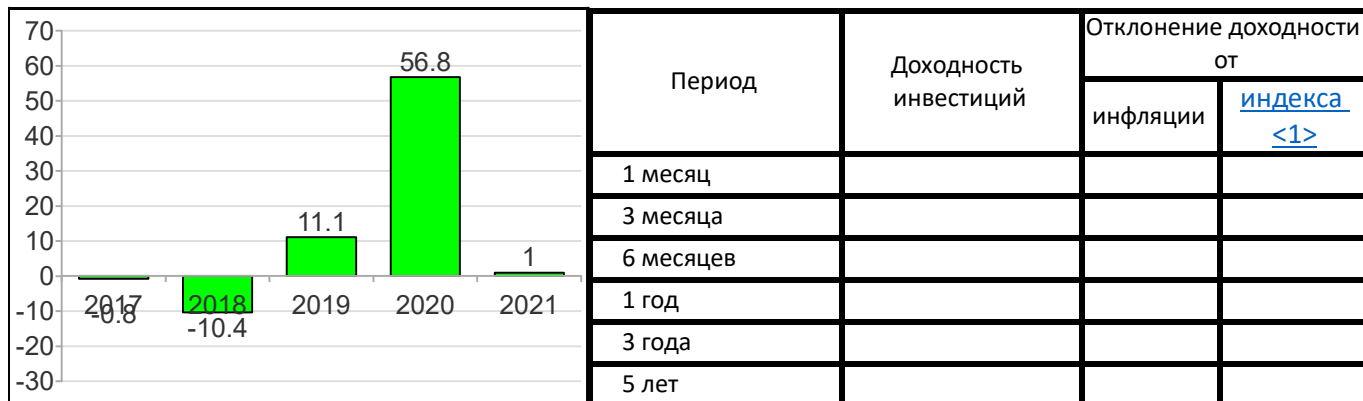 70
60
50
40
30
20
10
0
-10
-20
-30
56.8
11.1
1
2017
2018
2019
2020
2021
-0.8
-10.4
Период
Доходность
инвестиций
Отклонение доходности
от
инфляции
индекса
<1>
1 месяц
3 месяца
6 месяцев
1 год
3 года
5 лет